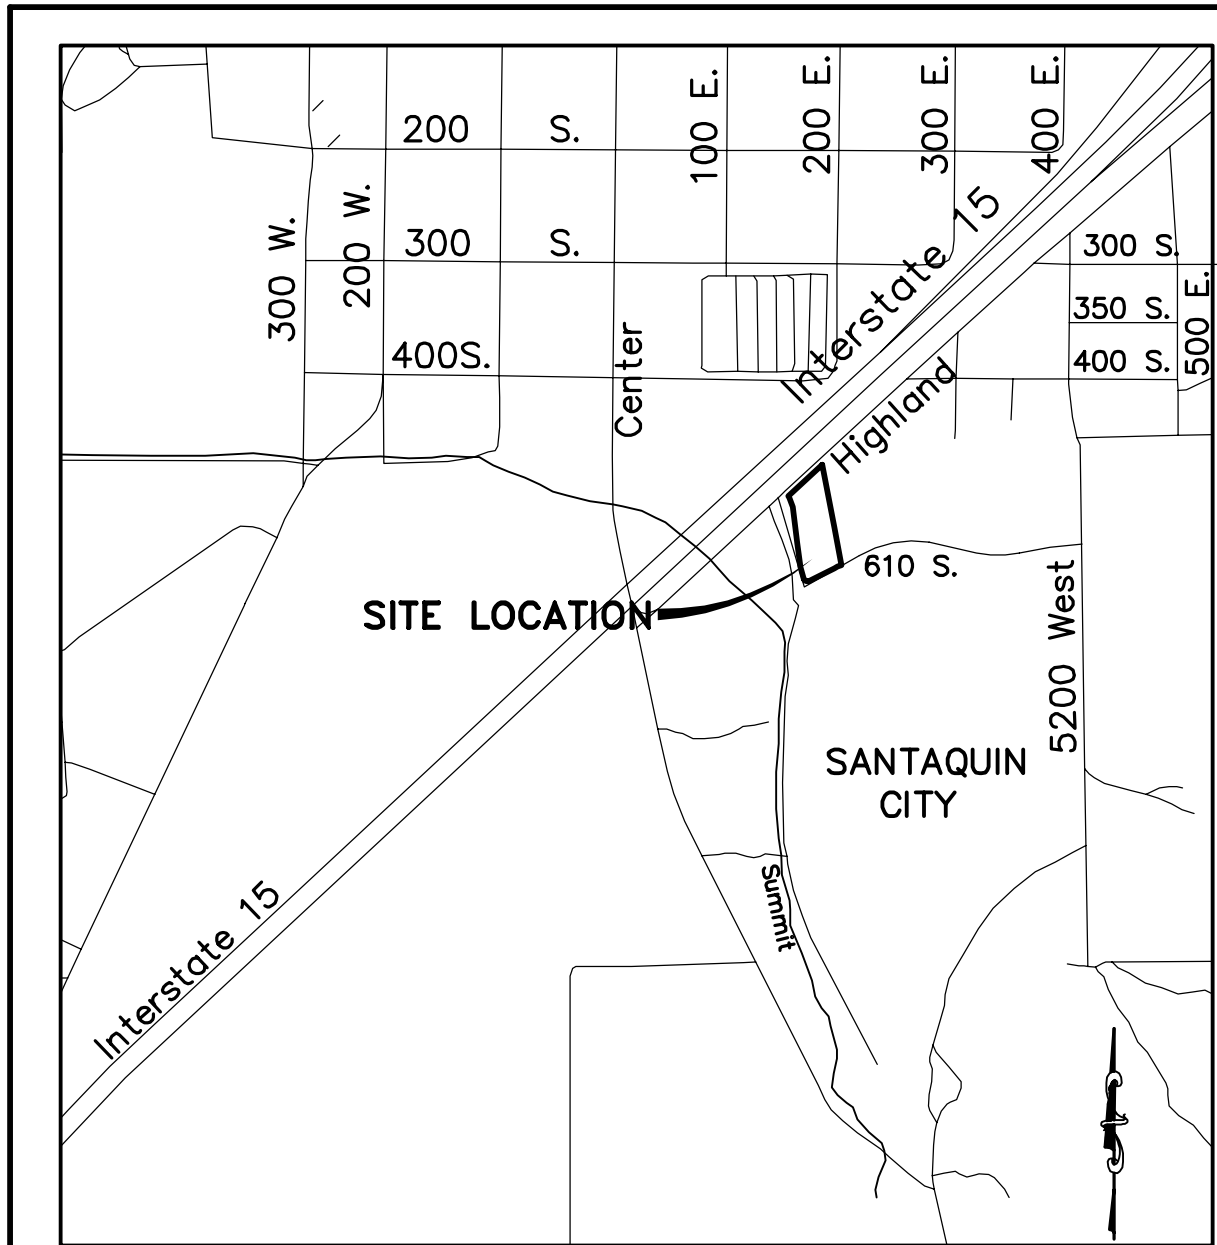 200 S.
100 E.
200 E.
300 E.
400 E.
300 W.
200 W.
300 S.
Interstate 15
300 S.
350 S.
500 E.
400S.
Center
400 S.
Highland
610 S.
SITE LOCATION
5200 West
SANTAQUIN
CITY
Summit
Interstate 15